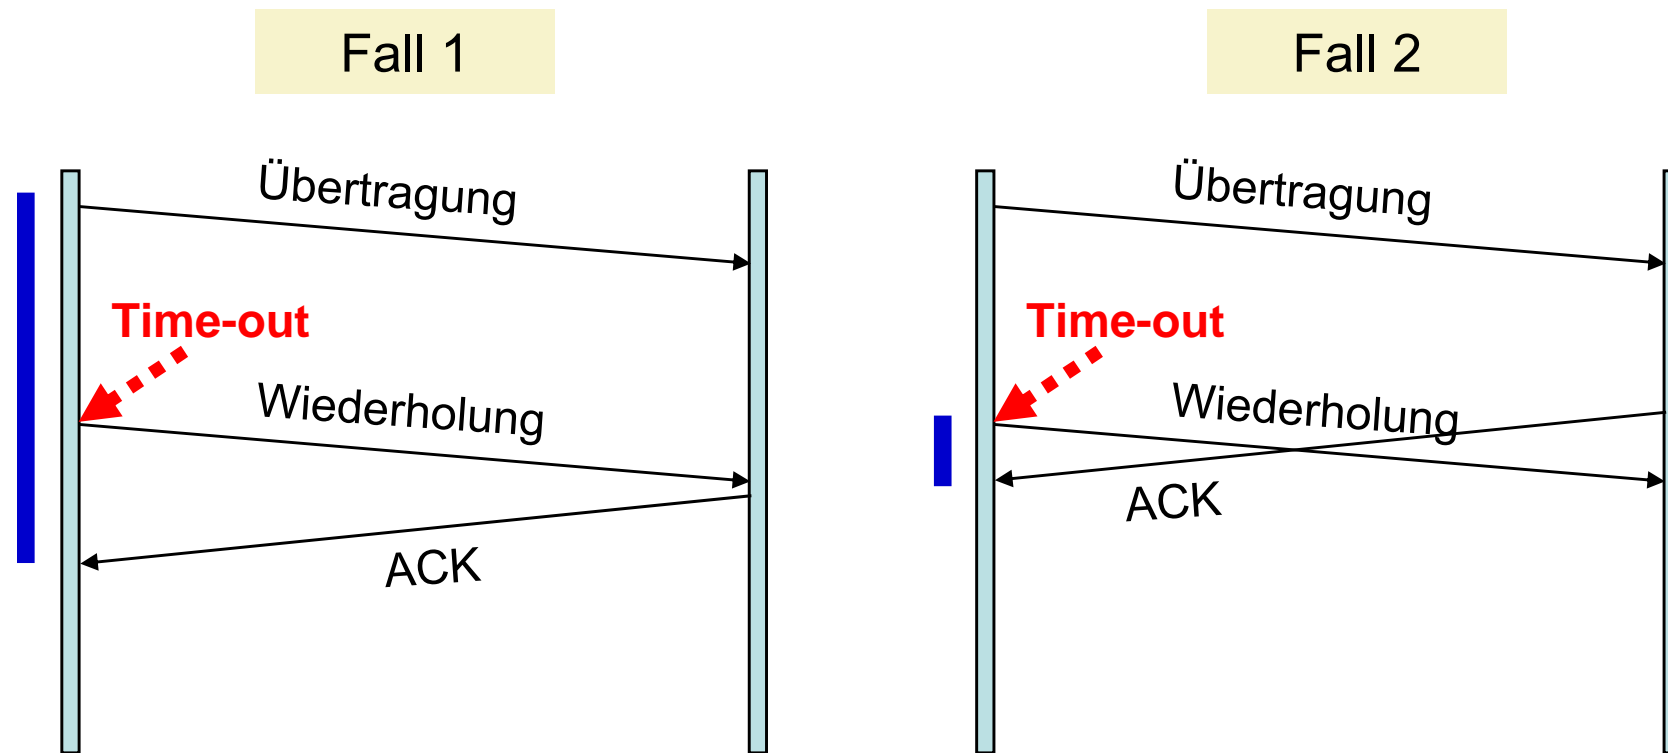 Fall 1
Übertragung
Time-out
Wiederholung
ACK
Fall 2
Übertragung
Time-out
Wiederholung
ACK